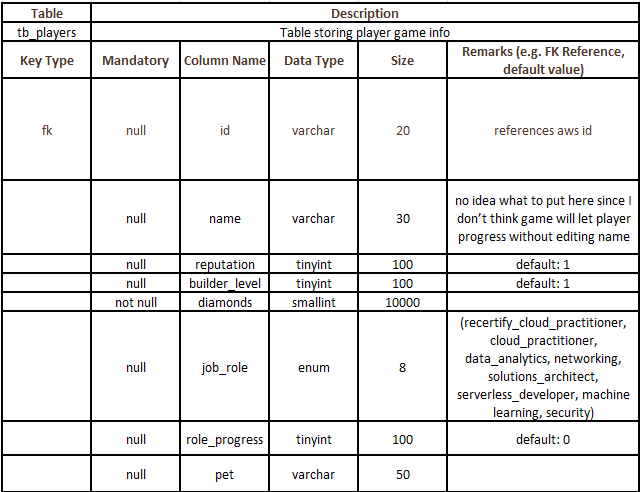 Table Description
tb_players Table storing player game info
Key Type Mandatory Column Name Data Type Size Remarks (e.g. FK Reference,
default value)
fk null id varchar 20 references aws id
null name varchar 30 no idea what to put here since I
don't think game will let player
progress without editing name
null reputation tinyint 100 default: 1
null builder_level tinyint 100 default: 1
not null diamonds smallint 10000
null job_role enum 8 (recertify_cloud_practitioner,
cloud_practitioner,
data_analytics, networking,
solutions_architect,
serverless_developer, machine
learning, security)
null role_progress tinyint 100 default: 0
null pet varchar 50